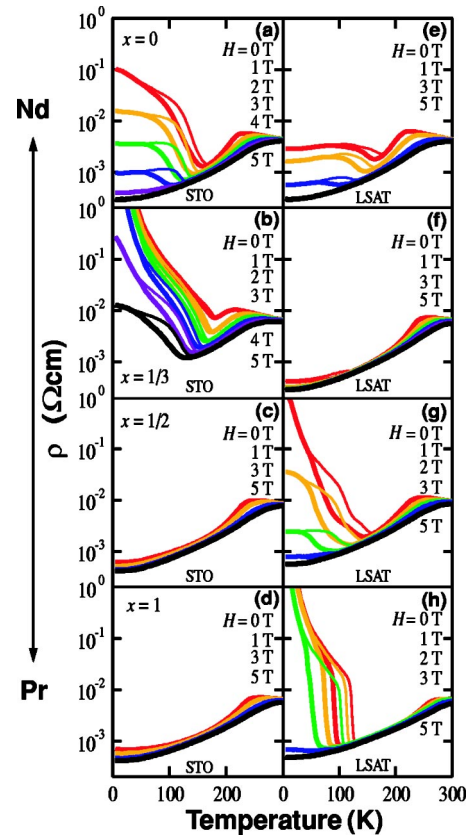 (a)
x = 0
H = 0 T
1 T
2 T
3 T
4 T
5 T
STO
(e)
H = 0 T
1 T
3 T
5 T
LSAT
(b)
x = 1/3
H = 0 T
1 T
2 T
3 T
4 T
5 T
STO
(f)
H = 0 T
1 T
3 T
5 T
LSAT
(c)
x = 1/2
H = 0 T
1 T
3 T
5 T
STO
(g)
H = 0 T
1 T
2 T
3 T
5 T
LSAT
(d)
x = 1
H = 0 T
1 T
3 T
5 T
STO
(h)
H = 0 T
1 T
2 T
3 T
5 T
LSAT
Nd
Pr
ρ (Ωcm)
10⁰
10⁻¹
10⁻²
10⁻³
10⁰
10⁻¹
10⁻²
10⁻³
10⁰
10⁻¹
10⁻²
10⁻³
10⁰
10⁻¹
10⁻²
10⁻³
0 100 200 0 100 200 300
Temperature (K)